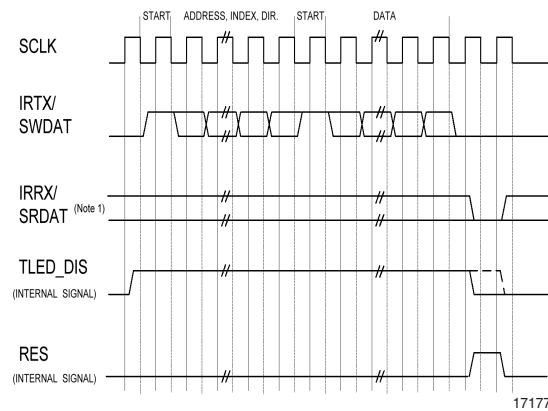 START ADDRESS, INDEX, DIR. START DATA
SCLK
IRTX/
SWDAT
IRRX/
SRDAT (Note 1)
TLED_DIS
(INTERNAL SIGNAL)
RES
(INTERNAL SIGNAL)
17177